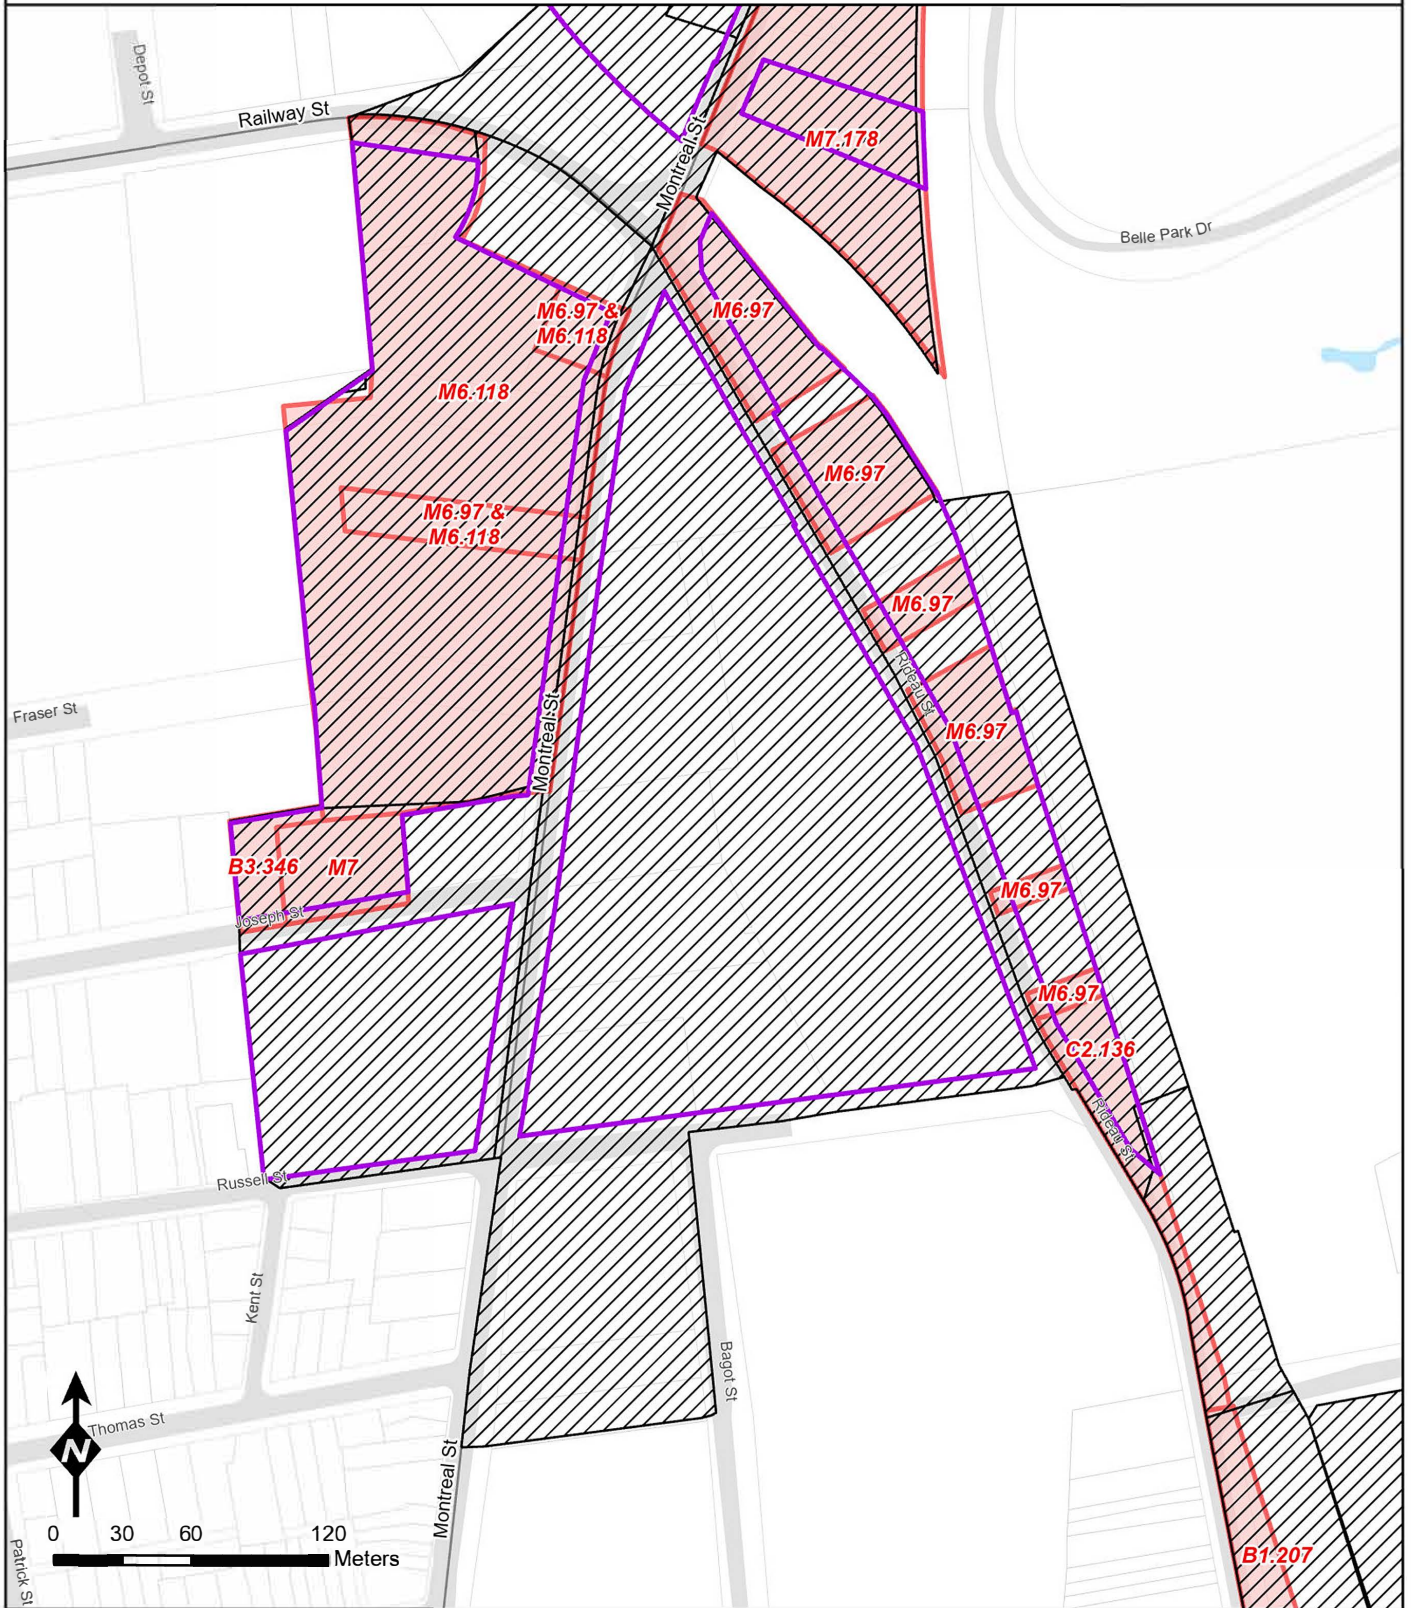 Depot St
Railway St
Montreal St
M7.178
Belle Park Dr
M6.97 &
M6.118
M6.97
M6.118
M6.97
M6.97 &
M6.118
M6.97
Rideau St
Fraser St
Montreal St
M6.97
B3.346
M7
M6.97
Joseph St
M6.97
C2.136
Rideau St
Russell St
Kent St
Bagot St
Thomas St
N
Montreal St
0 30 60 120
Meters
Patrick St
B1.207